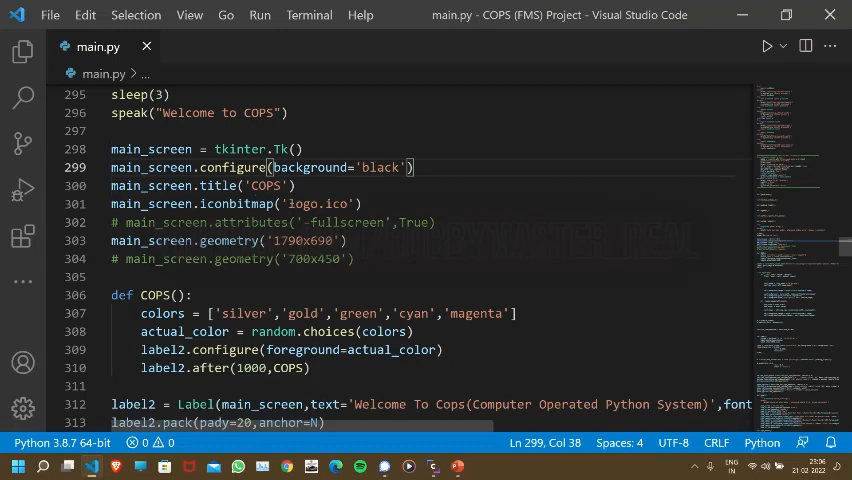 File Edit Selection View Go Run Terminal Help main.py - COPS (FMS) Project - Visual Studio Code
main.py
main.py > ...
295 sleep(3)
296 speak("Welcome to COPS")
297
298 main_screen = tkinter.Tk()
299 main_screen.configure(background='black')
300 main_screen.title('COPS')
301 main_screen.iconbitmap('logo.ico')
302 # main_screen.attributes('-fullscreen',True)
303 main_screen.geometry('1790x690')
304 # main_screen.geometry('700x450')
305
306 def COPS():
307 colors = ['silver','gold','green','cyan','magenta']
308 actual_color = random.choices(colors)
309 label2.configure(foreground=actual_color)
310 label2.after(1000,COPS)
311
312 label2 = Label(main_screen,text='Welcome To Cops(Computer Operated Python System)',font
313 label2.pack(pady=20,anchor=N)
Python 3.8.7 64-bit 0 0 Ln 299, Col 38 Spaces: 4 UTF-8 CRLF Python
ENG 23:06
IN 21-02-2022